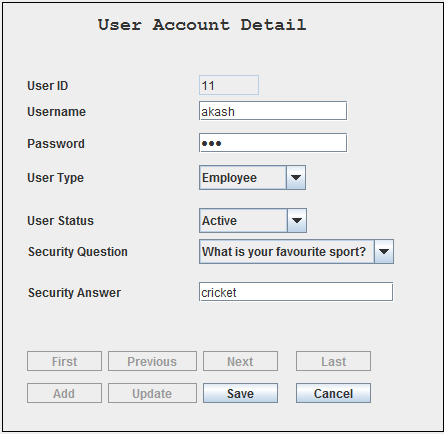 User Account Detail
User ID 11
Username akash
Password •••
User Type Employee
User Status Active
Security Question What is your favourite sport?
Security Answer cricket
First Previous Next Last
Add Update Save Cancel